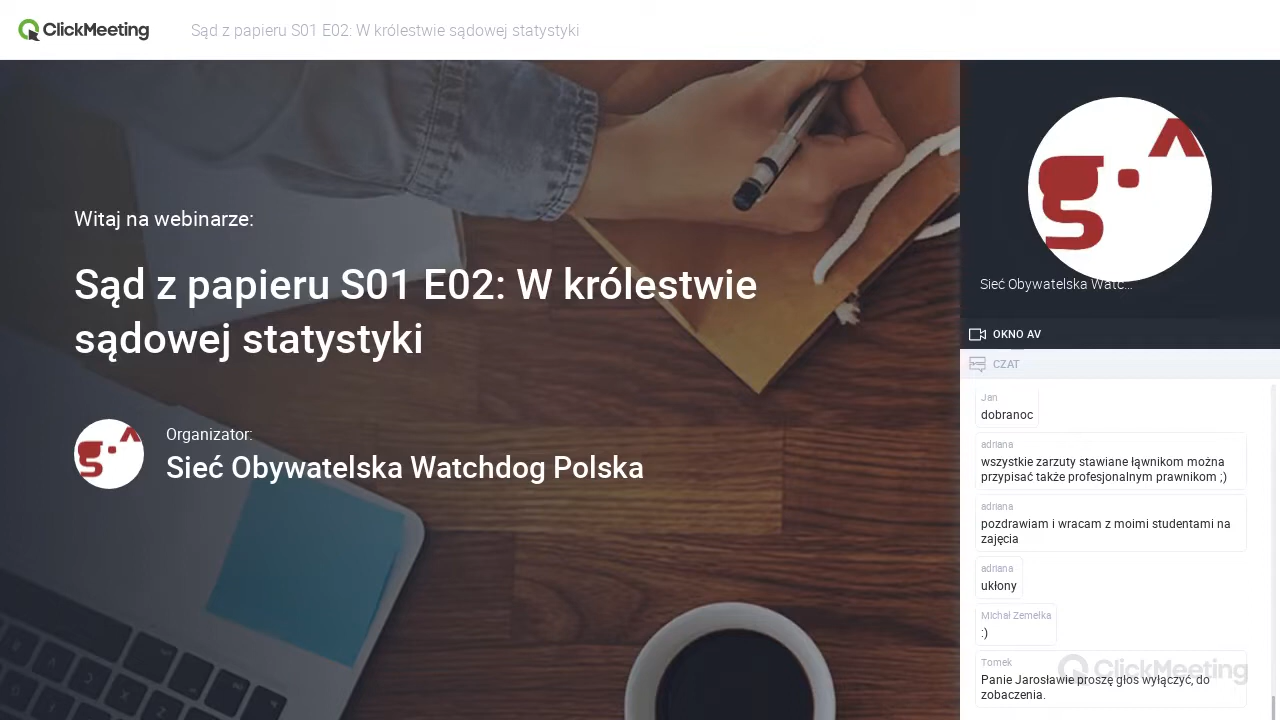 ClickMeeting
Sąd z papieru S01 E02: W królestwie sądowej statystyki
Witaj na webinarze:
Sąd z papieru S01 E02: W królestwie
sądowej statystyki
Organizator:
Sieć Obywatelska Watchdog Polska
Sieć Obywatelska Watc...
OKNO AV
CZAT
Jan
dobranoc
adriana
wszystkie zarzuty stawiane ławnikom można
przypisać także profesjonalnym prawnikom ;)
adriana
pozdrawiam i wracam z moimi studentami na
zajęcia
adriana
ukłony
Michał Zemełka
:)
Tomek
Panie Jarosławie proszę głos wyłączyć, do
zobaczenia.
ClickMeeting